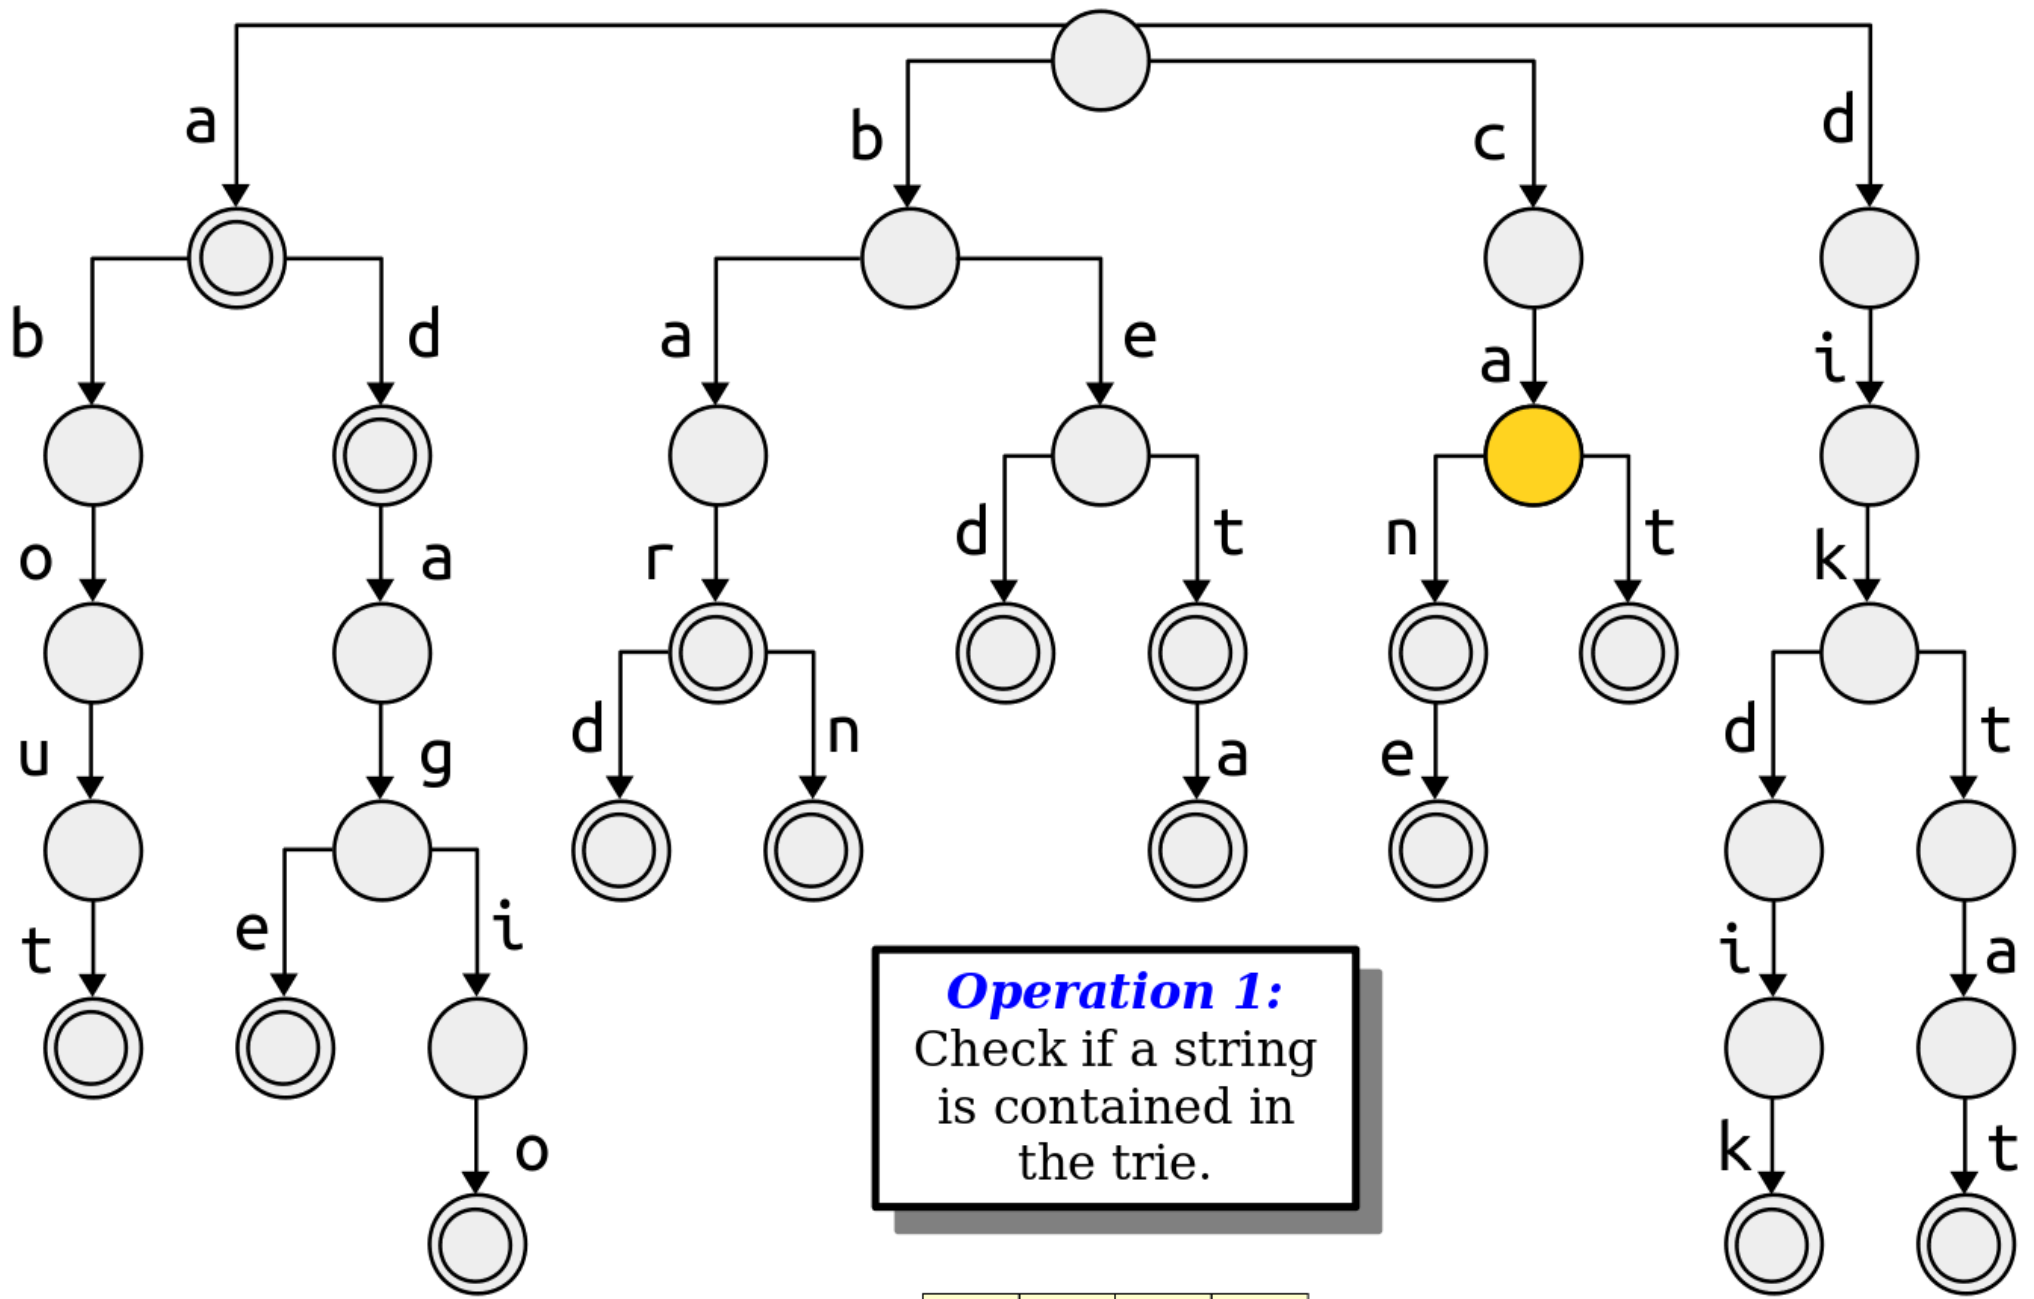 a
b
c
d
b
d
a
e
a
i
o
a
r
d
t
n
t
k
u
g
d
n
a
e
d
t
t
e
i
i
a
Operation 1:
Check if a string
is contained in
the trie.
o
k
t